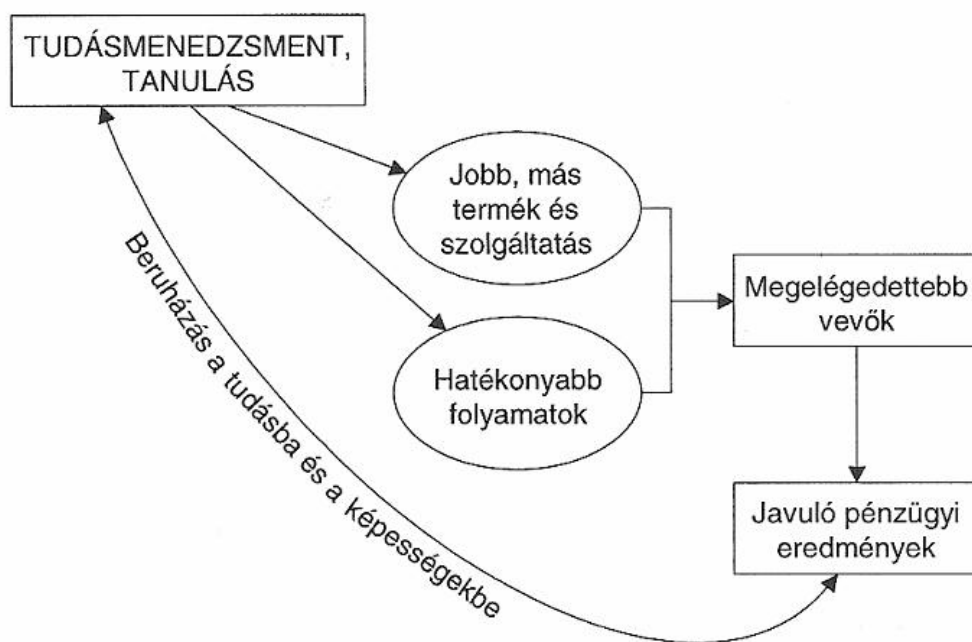 TUDÁSMENEDZSMENT,
TANULÁS
Jobb, más
termék és
szolgáltatás
Hatékonyabb
folyamatok
Megelégedettebb
vevők
Javuló pénzügyi
eredmények
Beruházás a tudásba és a képességekbe